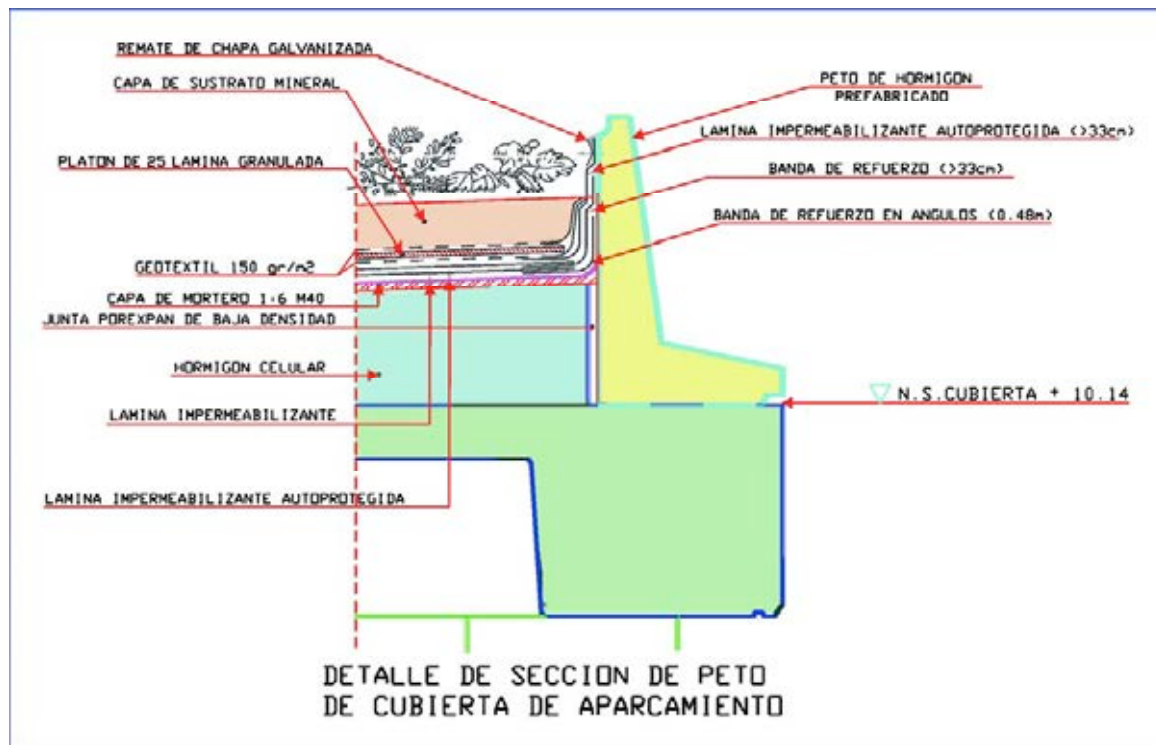 REMATE DE CHAPA GALVANIZADA
CAPA DE SUSTRATO MINERAL
PLATON DE 25 LAMINA GRANULADA
GEOTEXTIL 150 gr/m2
CAPA DE MORTERO 1:6 M40
JUNTA POREXPAN DE BAJA DENSIDAD
HORMIGON CELULAR
LAMINA IMPERMEABILIZANTE
LAMINA IMPERMEABILIZANTE AUTOPROTEGIDA
PETO DE HORMIGON
PREFABRICADO
LAMINA IMPERMEABILIZANTE AUTOPROTEGIDA (>33cm)
BANDA DE REFUERZO (>33cm)
BANDA DE REFUERZO EN ANGULOS (0.48m)
N.S.CUBIERTA + 10.14
DETALLE DE SECCION DE PETO
DE CUBIERTA DE APARCAMIENTO